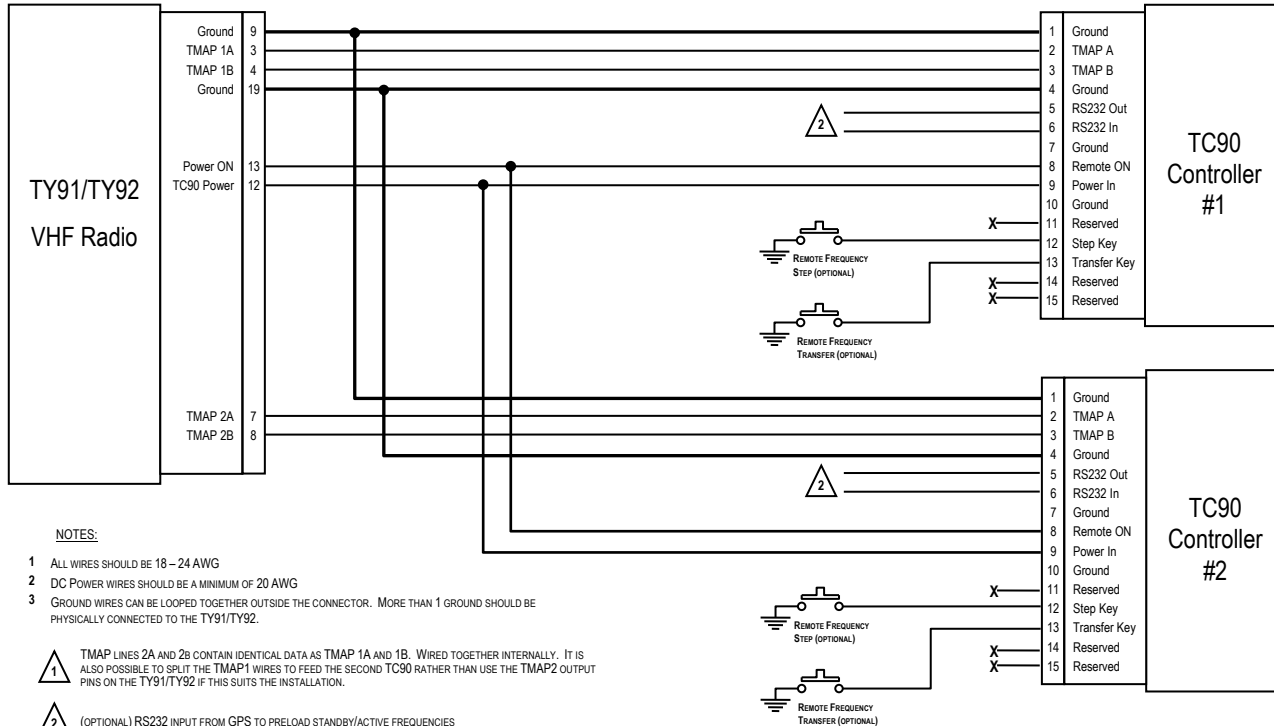 TY91/TY92
VHF Radio
Ground 9
TMAP 1A 3
TMAP 1B 4
Ground 19
Power ON 13
TC90 Power 12
TMAP 2A 7
TMAP 2B 8
1 Ground
2 TMAP A
3 TMAP B
4 Ground
5 RS232 Out
6 RS232 In
7 Ground
8 Remote ON
9 Power In
10 Ground
11 Reserved
12 Step Key
13 Transfer Key
14 Reserved
15 Reserved
TC90
Controller
#1
2
X
REMOTE FREQUENCY
STEP (OPTIONAL)
X
X
REMOTE FREQUENCY
TRANSFER (OPTIONAL)
1 Ground
2 TMAP A
3 TMAP B
4 Ground
5 RS232 Out
6 RS232 In
7 Ground
8 Remote ON
9 Power In
10 Ground
11 Reserved
12 Step Key
13 Transfer Key
14 Reserved
15 Reserved
TC90
Controller
#2
2
X
REMOTE FREQUENCY
STEP (OPTIONAL)
X
X
REMOTE FREQUENCY
TRANSFER (OPTIONAL)
NOTES:
1 ALL WIRES SHOULD BE 18 – 24 AWG
2 DC POWER WIRES SHOULD BE A MINIMUM OF 20 AWG
3 GROUND WIRES CAN BE LOOPED TOGETHER OUTSIDE THE CONNECTOR. MORE THAN 1 GROUND SHOULD BE
PHYSICALLY CONNECTED TO THE TY91/TY92.
1 TMAP LINES 2A AND 2B CONTAIN IDENTICAL DATA AS TMAP 1A AND 1B. WIRED TOGETHER INTERNALLY. IT IS
ALSO POSSIBLE TO SPLIT THE TMAP1 WIRES TO FEED THE SECOND TC90 RATHER THAN USE THE TMAP2 OUTPUT
PINS ON THE TY91/TY92 IF THIS SUITS THE INSTALLATION.
2 (OPTIONAL) RS232 INPUT FROM GPS TO PRELOAD STANDBY/ACTIVE FREQUENCIES